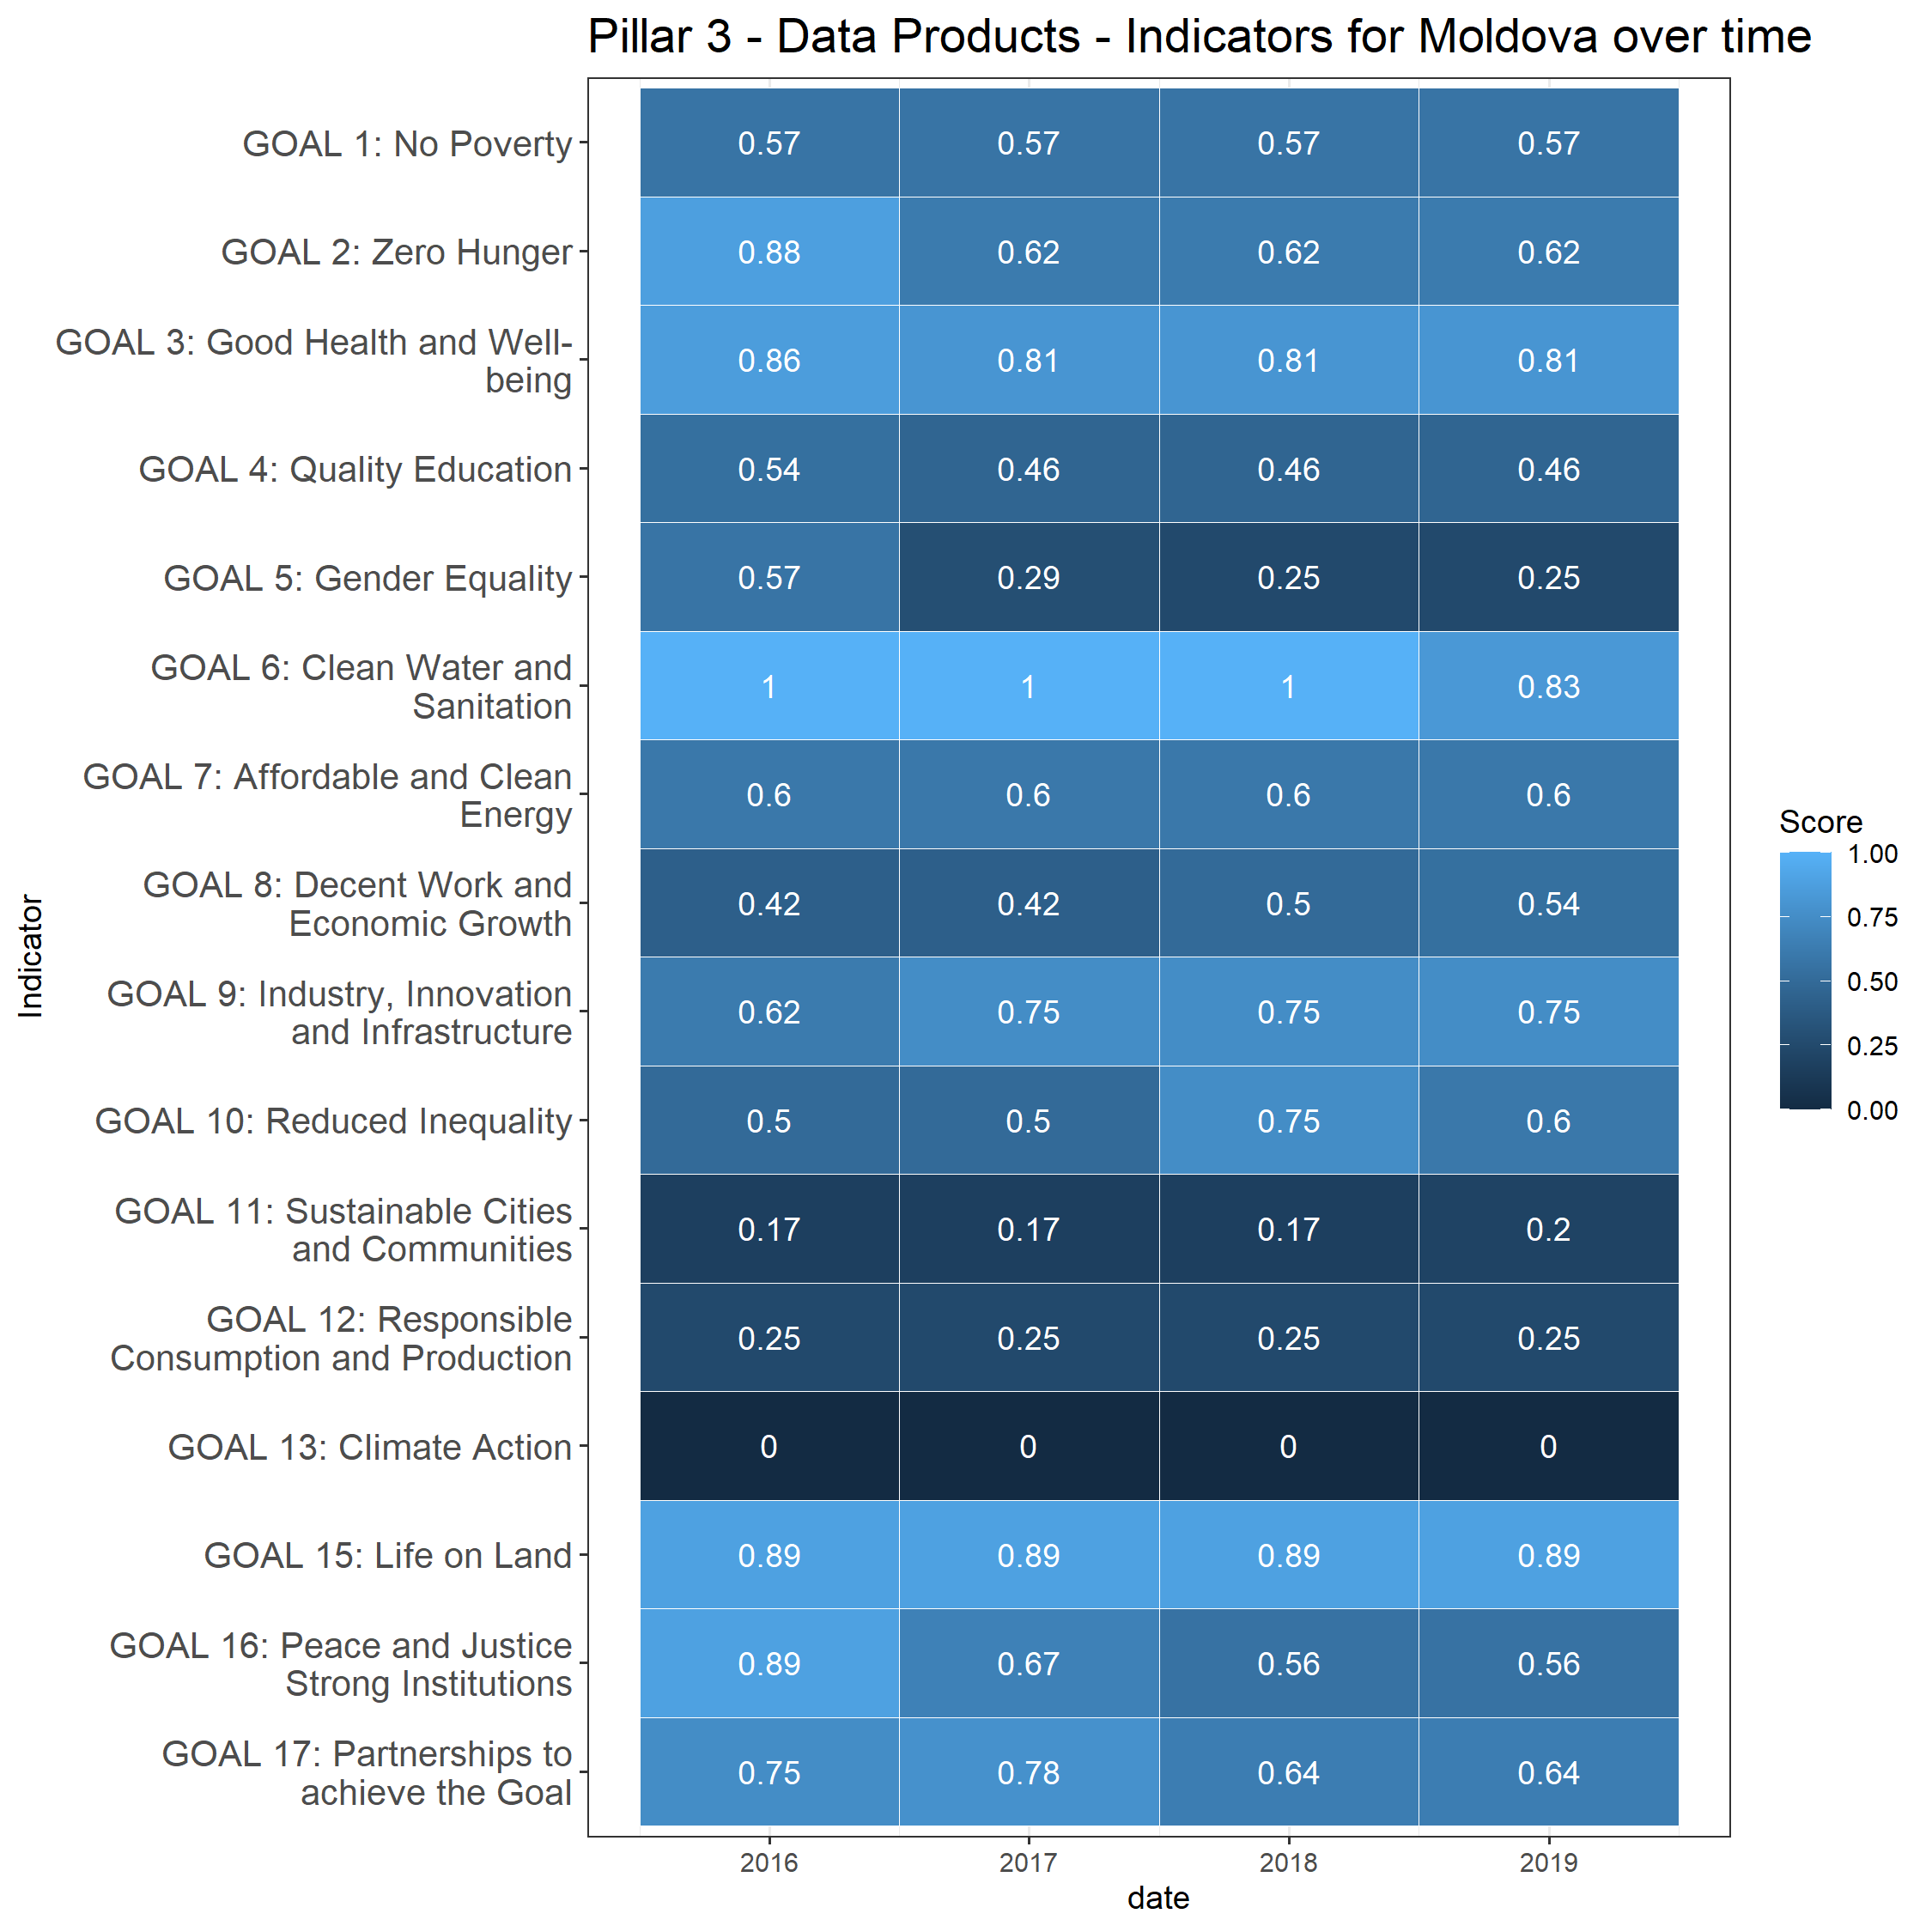 Pillar 3 - Data Products - Indicators for Moldova over time
Indicator
GOAL 1: No Poverty
0.57 0.57 0.57 0.57
GOAL 2: Zero Hunger
0.88 0.62 0.62 0.62
GOAL 3: Good Health and Well-
being
0.86 0.81 0.81 0.81
GOAL 4: Quality Education
0.54 0.46 0.46 0.46
GOAL 5: Gender Equality
0.57 0.29 0.25 0.25
GOAL 6: Clean Water and
Sanitation
1 1 1 0.83
GOAL 7: Affordable and Clean
Energy
0.6 0.6 0.6 0.6
GOAL 8: Decent Work and
Economic Growth
0.42 0.42 0.5 0.54
GOAL 9: Industry, Innovation
and Infrastructure
0.62 0.75 0.75 0.75
GOAL 10: Reduced Inequality
0.5 0.5 0.75 0.6
GOAL 11: Sustainable Cities
and Communities
0.17 0.17 0.17 0.2
GOAL 12: Responsible
Consumption and Production
0.25 0.25 0.25 0.25
GOAL 13: Climate Action
0 0 0 0
GOAL 15: Life on Land
0.89 0.89 0.89 0.89
GOAL 16: Peace and Justice
Strong Institutions
0.89 0.67 0.56 0.56
GOAL 17: Partnerships to
achieve the Goal
0.75 0.78 0.64 0.64
2016 2017 2018 2019
date
Score
1.00
0.75
0.50
0.25
0.00